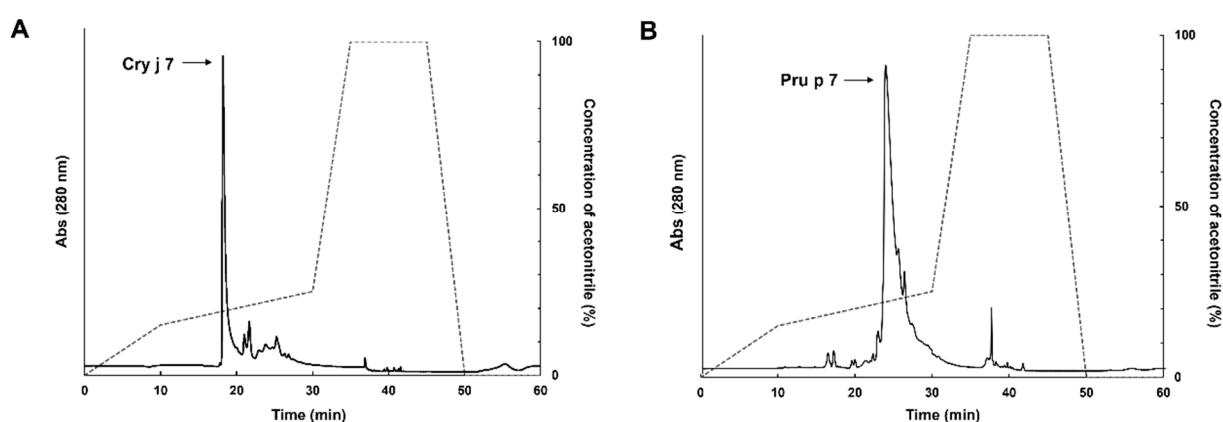 A
Cry j 7
Abs (280 nm)
100
50
0
Concentration of acetonitrile (%)
0 10 20 30 40 50 60
Time (min)
B
Pru p 7
Abs (280 nm)
100
50
0
Concentration of acetonitrile (%)
0 10 20 30 40 50 60
Time (min)